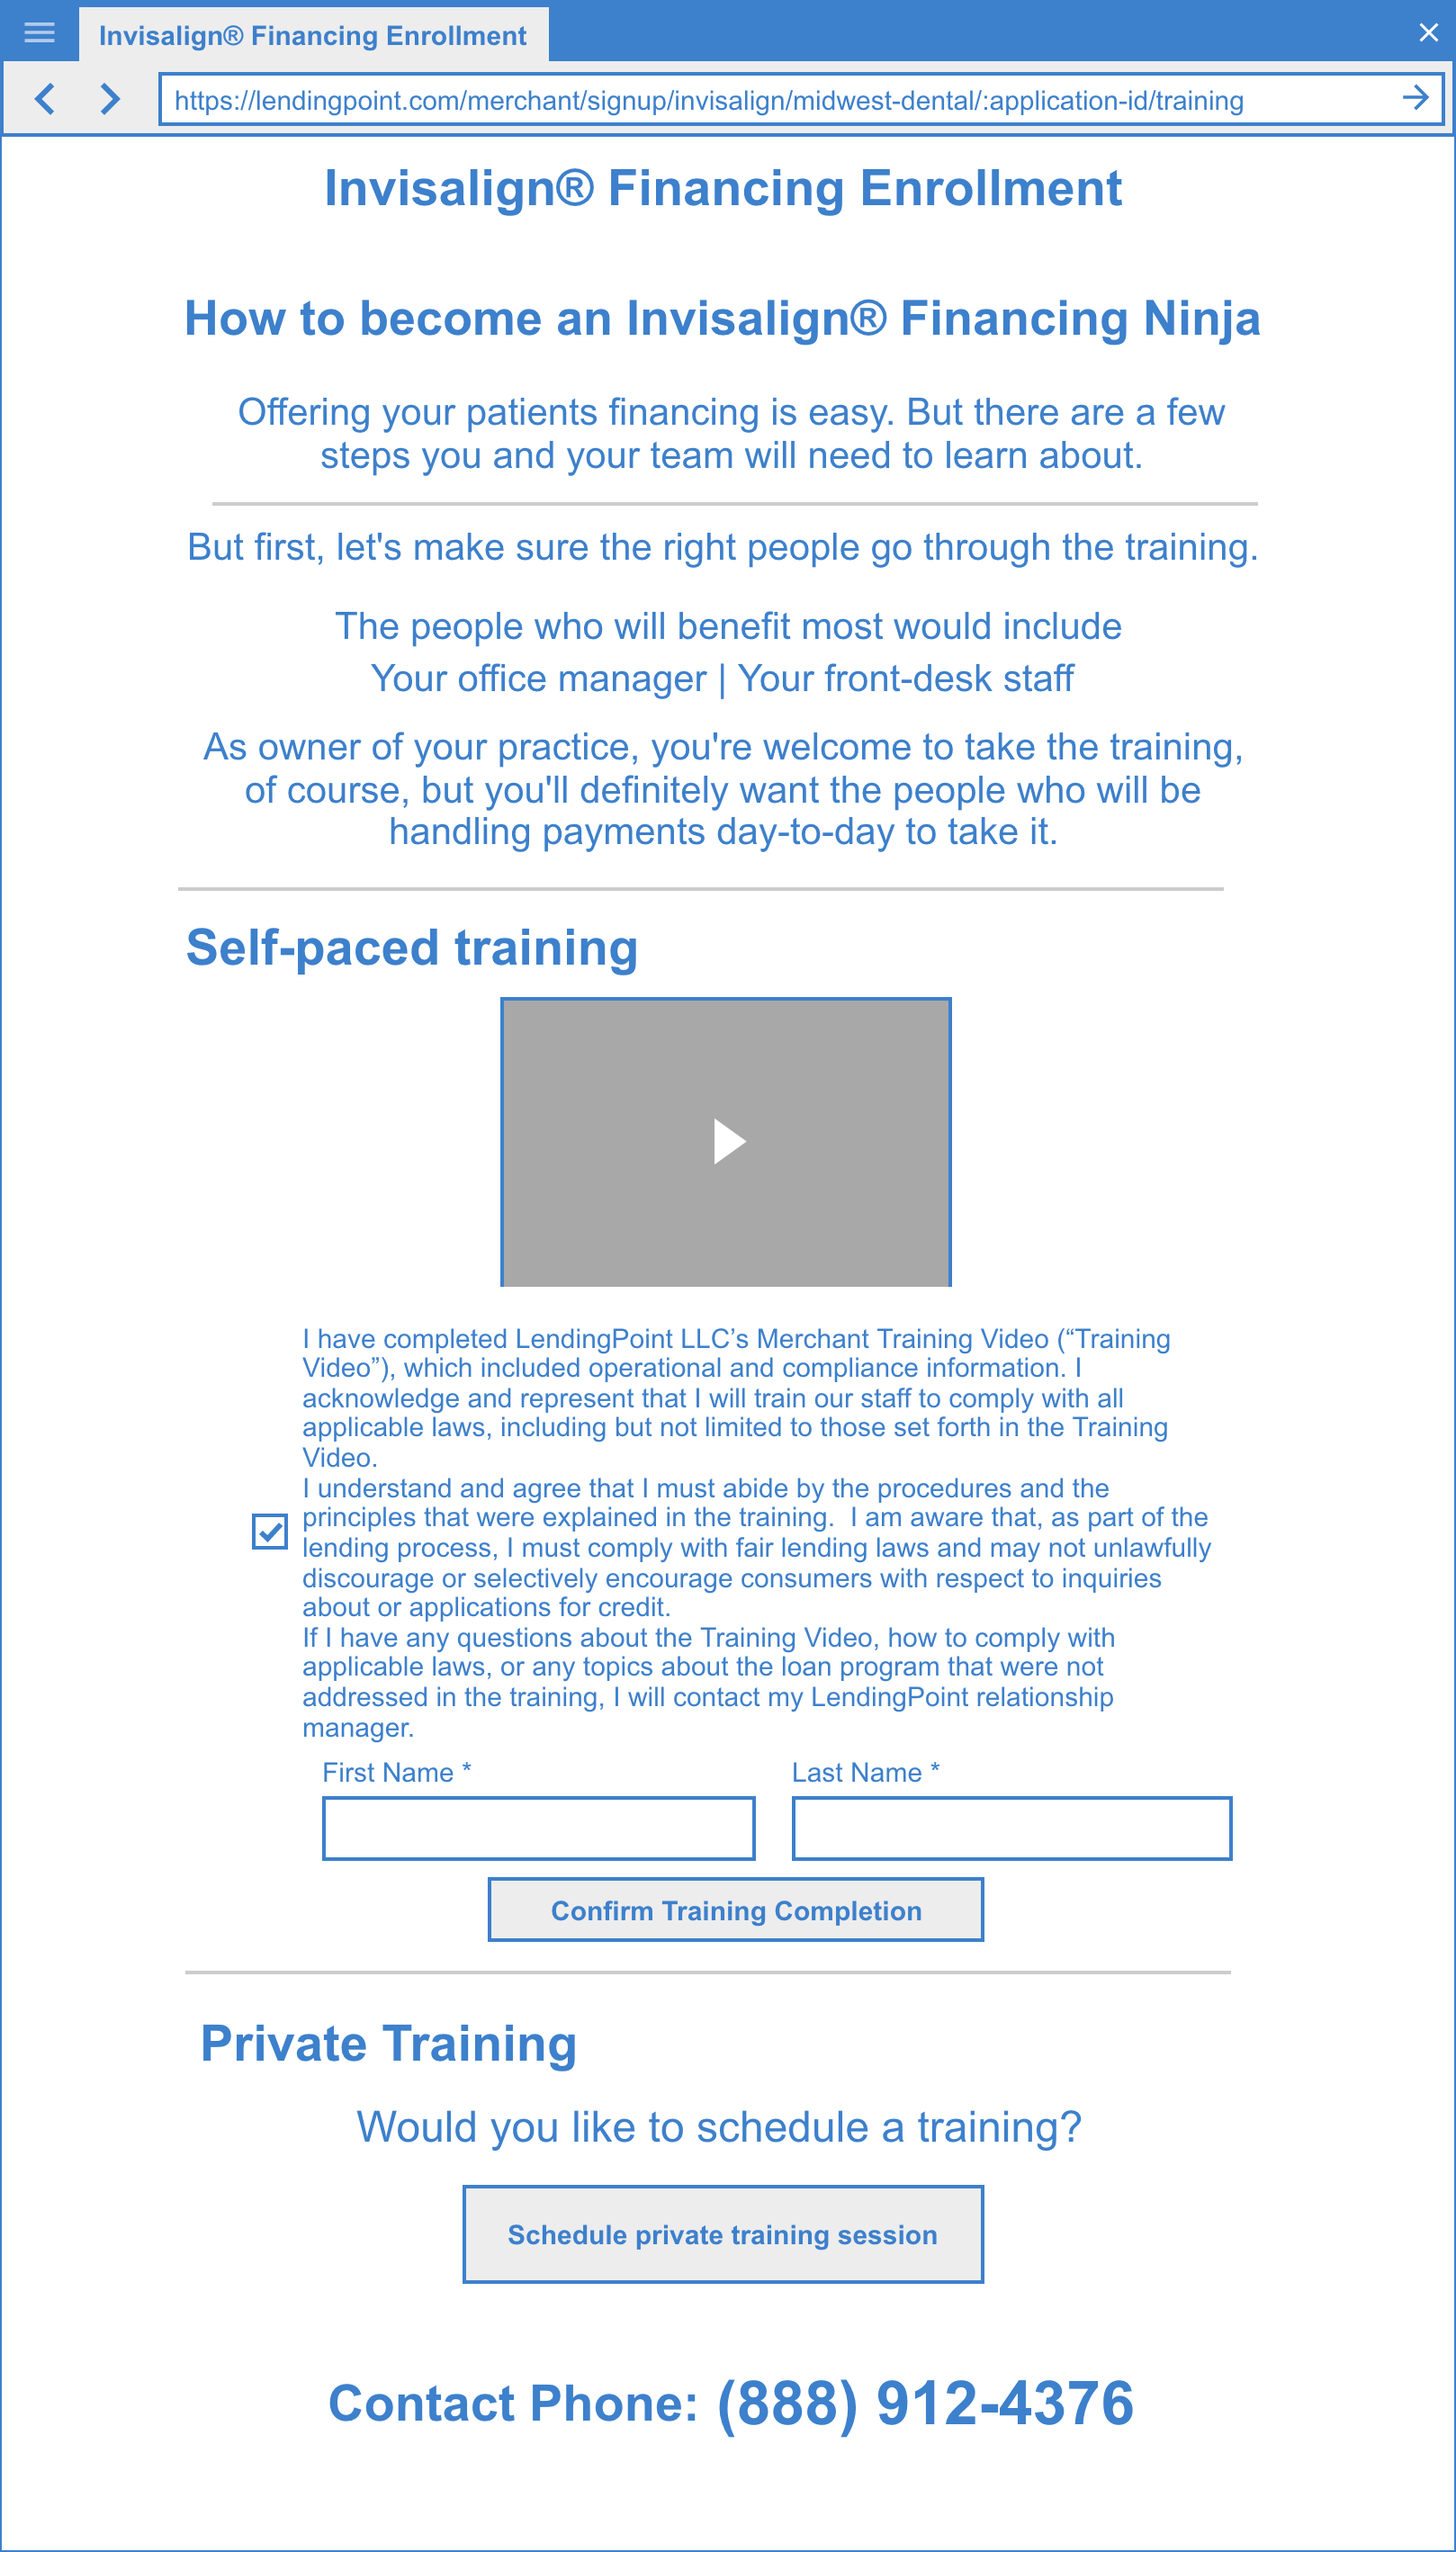 Invisalign® Financing Enrollment
https://lendingpoint.com/merchant/signup/invisalign/midwest-dental/:application-id/training
Invisalign® Financing Enrollment
How to become an Invisalign® Financing Ninja
Offering your patients financing is easy. But there are a few
steps you and your team will need to learn about.
But first, let's make sure the right people go through the training.
The people who will benefit most would include
Your office manager | Your front-desk staff
As owner of your practice, you're welcome to take the training,
of course, but you'll definitely want the people who will be
handling payments day-to-day to take it.
Self-paced training
I have completed LendingPoint LLC’s Merchant Training Video (“Training
Video”), which included operational and compliance information. I
acknowledge and represent that I will train our staff to comply with all
applicable laws, including but not limited to those set forth in the Training
Video.
I understand and agree that I must abide by the procedures and the
principles that were explained in the training.  I am aware that, as part of the
lending process, I must comply with fair lending laws and may not unlawfully
discourage or selectively encourage consumers with respect to inquiries
about or applications for credit.
If I have any questions about the Training Video, how to comply with
applicable laws, or any topics about the loan program that were not
addressed in the training, I will contact my LendingPoint relationship
manager.
First Name * Last Name *
Confirm Training Completion
Private Training
Would you like to schedule a training?
Schedule private training session
Contact Phone: (888) 912-4376